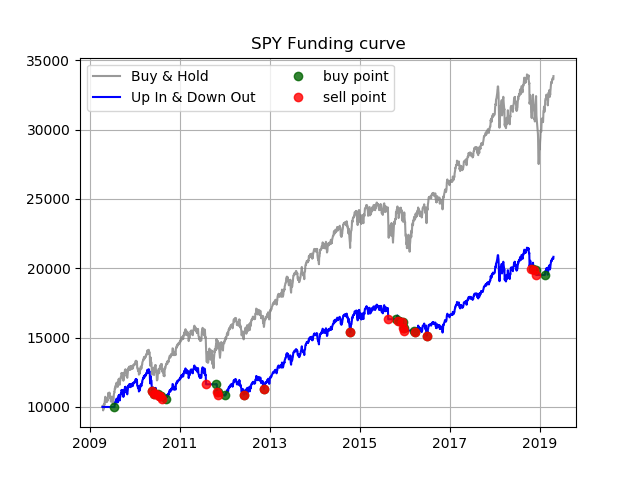 SPY Funding curve
35000
30000
25000
20000
15000
10000
Buy & Hold
Up In & Down Out
buy point
sell point
2009 2011 2013 2015 2017 2019